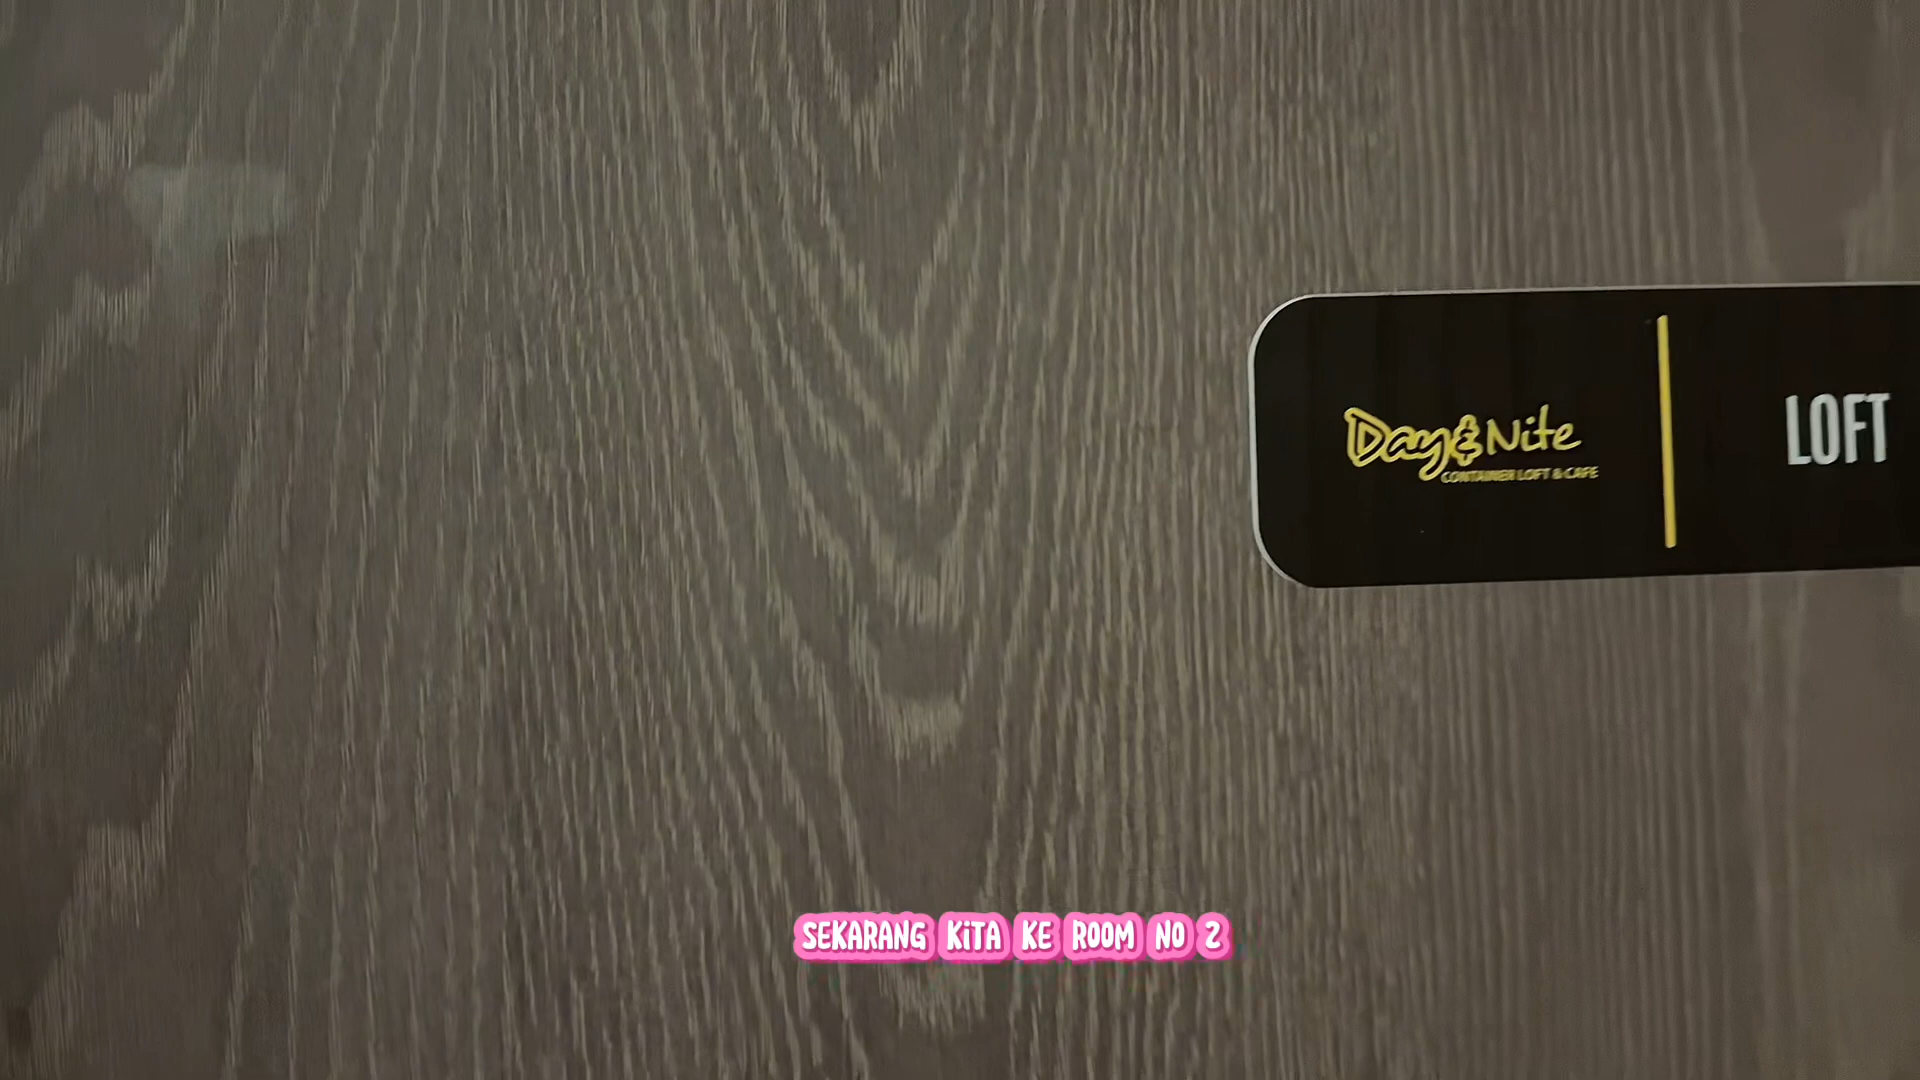 Day & Nite
CONTAINER LOFT & CAFE
LOFT
SEKARANG KITA KE ROOM NO 2